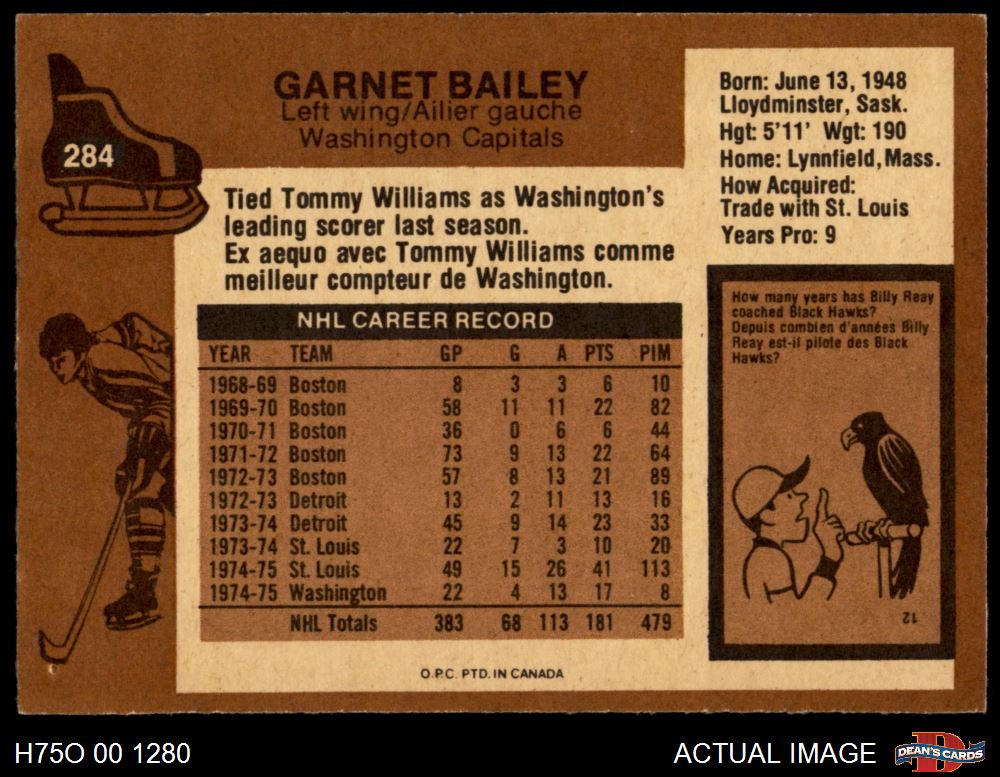 GARNET BAILEY
Left wing/Ailier gauche
Washington Capitals
284
Born: June 13, 1948
Lloydminster, Sask.
Hgt: 5'11' Wgt: 190
Home: Lynnfield, Mass.
How Acquired:
Trade with St. Louis
Years Pro: 9
Tied Tommy Williams as Washington's
leading scorer last season.
Ex aequo avec Tommy Williams comme
meilleur compteur de Washington.
NHL CAREER RECORD
YEAR TEAM GP G A PTS PIM
1968-69 Boston 8 3 3 6 10
1969-70 Boston 58 11 11 22 82
1970-71 Boston 36 0 6 6 44
1971-72 Boston 73 9 13 22 64
1972-73 Boston 57 8 13 21 89
1972-73 Detroit 13 2 11 13 16
1973-74 Detroit 45 9 14 23 33
1973-74 St. Louis 22 7 3 10 20
1974-75 St. Louis 49 15 26 41 113
1974-75 Washington 22 4 13 17 8
NHL Totals 383 68 113 181 479
How many years has Billy Reay
coached Black Hawks?
Depuis combien d'années Billy
Reay est-il pilote des Black
Hawks?
12
O.P.C. PTD. IN CANADA
H75O 00 1280
ACTUAL IMAGE
D
DEAN'S CARDS